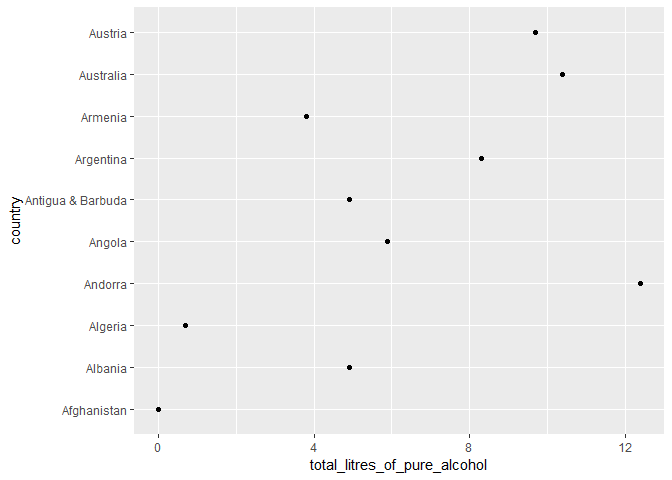 Austria
Australia
Armenia
Argentina
Antigua & Barbuda
Angola
Andorra
Algeria
Albania
Afghanistan
country
0 4 8 12
total_litres_of_pure_alcohol